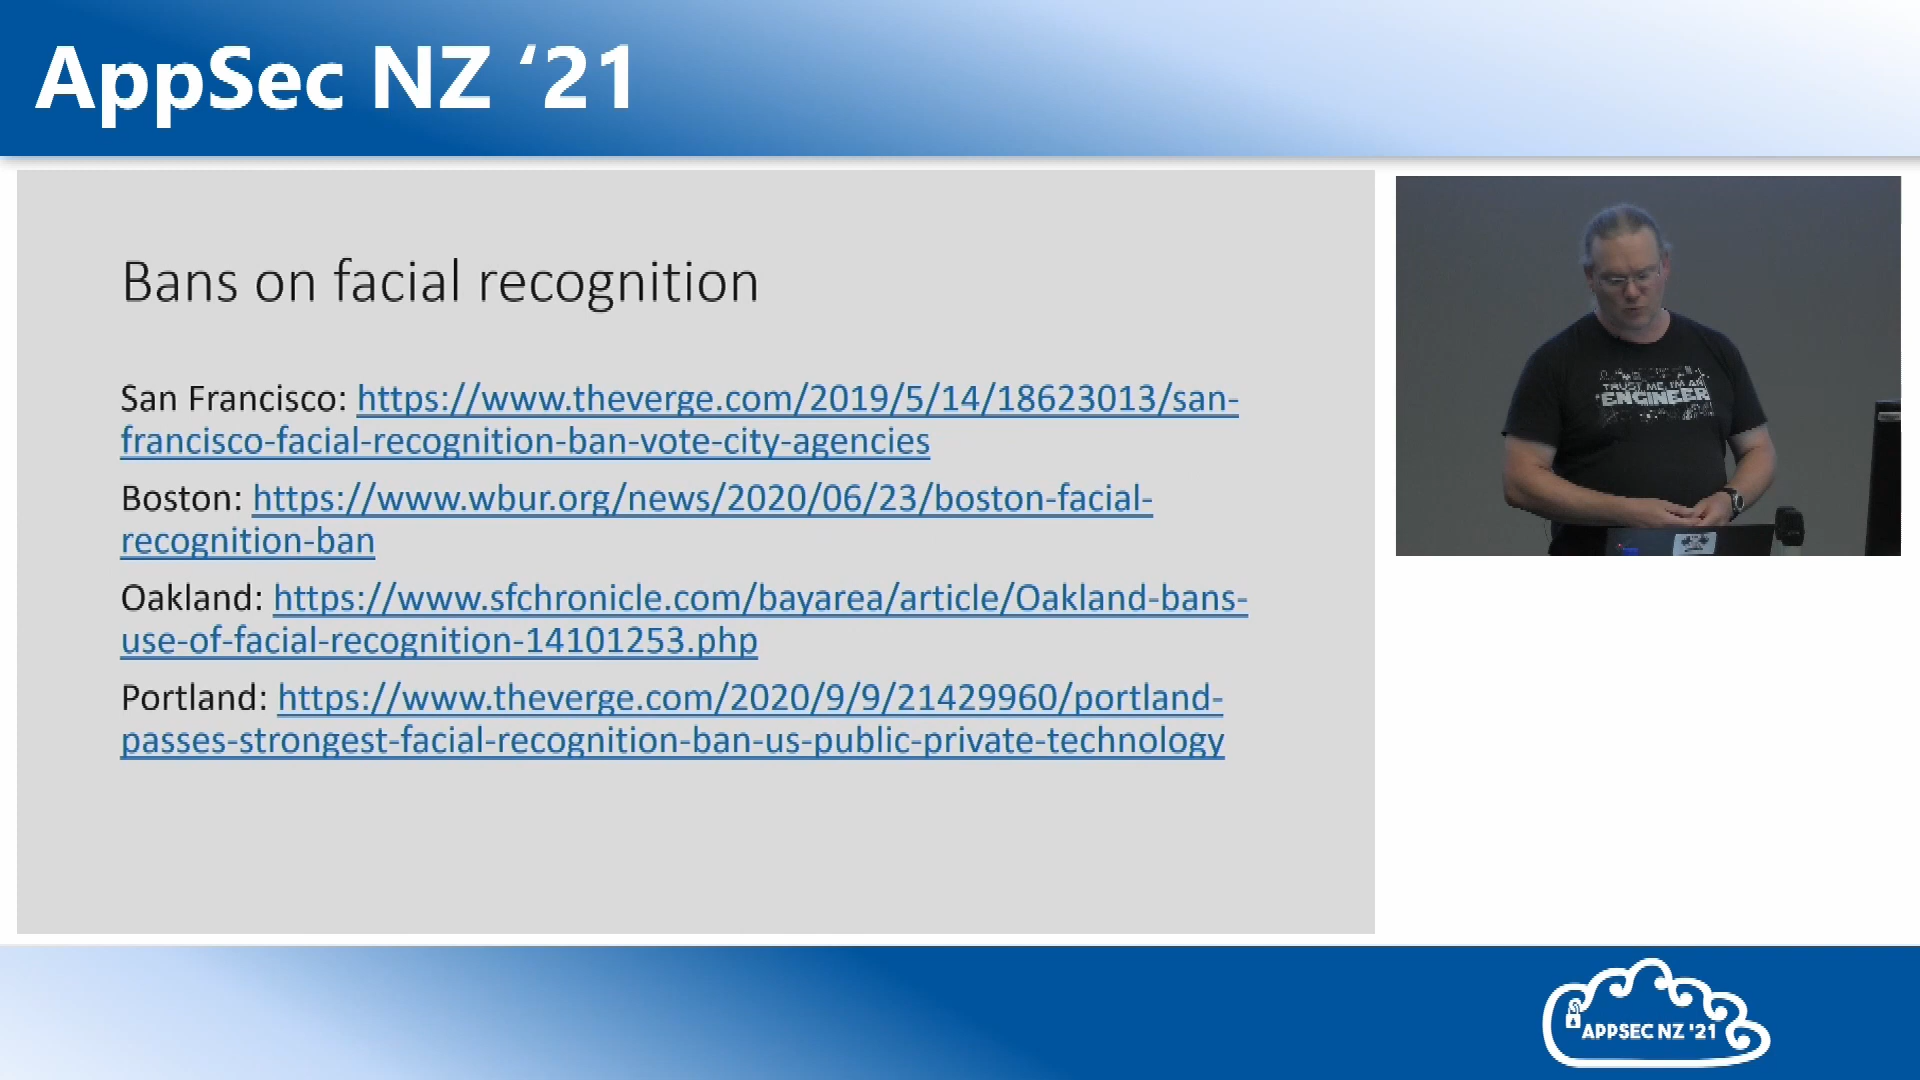 AppSec NZ ‘21
Bans on facial recognition
San Francisco: https://www.theverge.com/2019/5/14/18623013/san-
francisco-facial-recognition-ban-vote-city-agencies
Boston: https://www.wbur.org/news/2020/06/23/boston-facial-
recognition-ban
Oakland: https://www.sfchronicle.com/bayarea/article/Oakland-bans-
use-of-facial-recognition-14101253.php
Portland: https://www.theverge.com/2020/9/9/21429960/portland-
passes-strongest-facial-recognition-ban-us-public-private-technology
TRUST ME, I'M AN
ENGINEER
APPSEC NZ '21